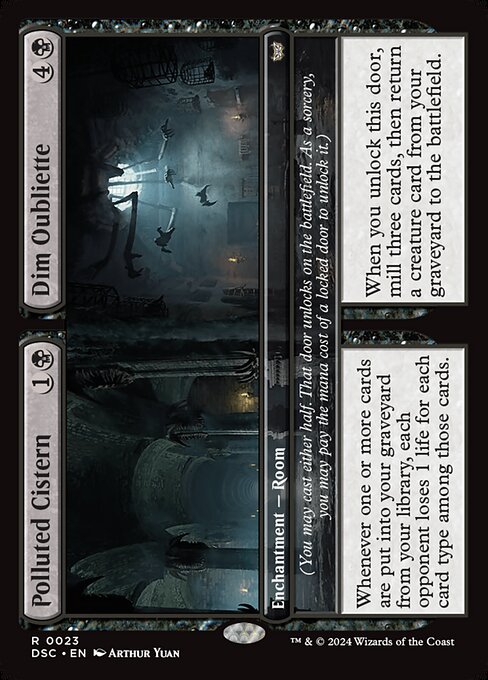 Polluted Cistern 1
Enchantment — Room
(You may cast either half. That door unlocks on the battlefield. As a sorcery,
you may pay the mana cost of a locked door to unlock it.)
Whenever one or more cards
are put into your graveyard
from your library, each
opponent loses 1 life for each
card type among those cards.
Dim Oubliette 4
When you unlock this door,
mill three cards, then return
a creature card from your
graveyard to the battlefield.
R 0023
DSC • EN Arthur Yuan
™ & © 2024 Wizards of the Coast